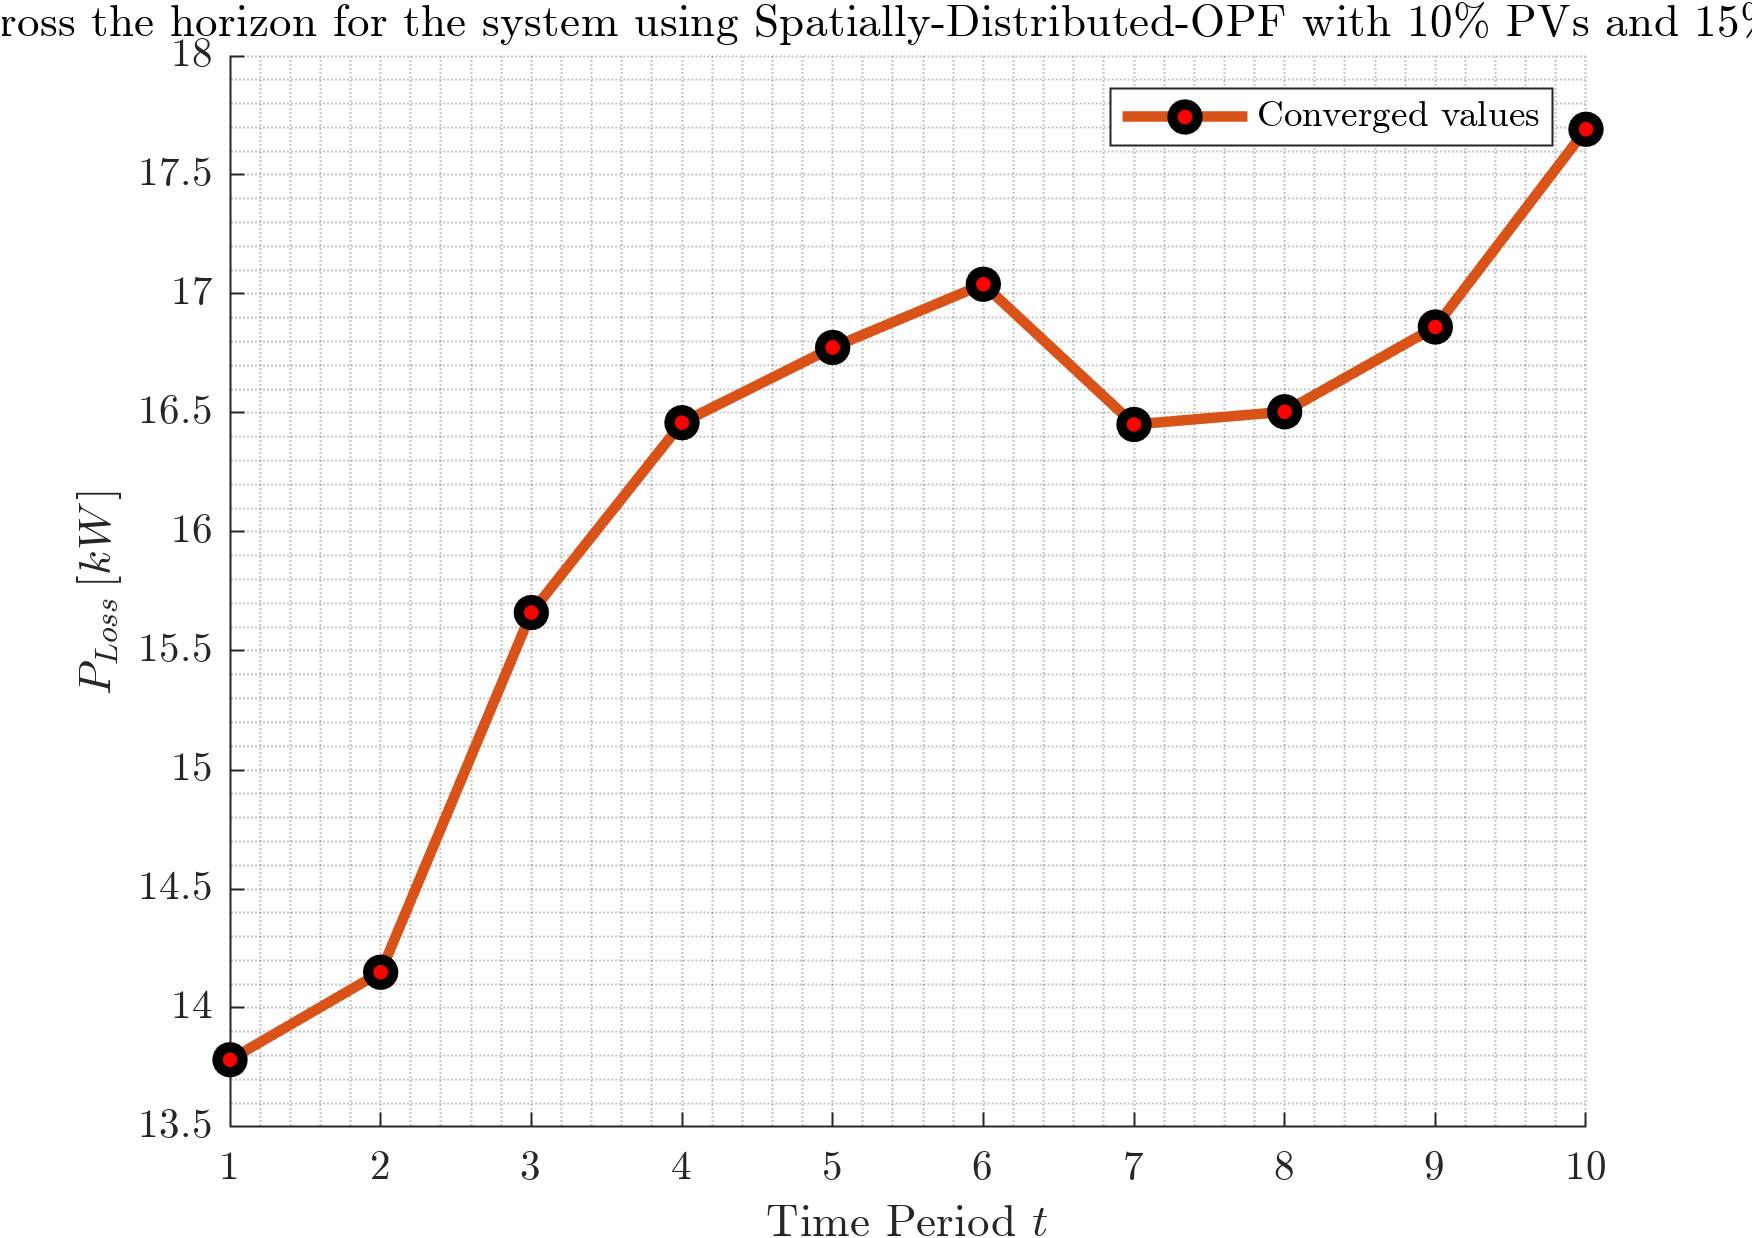 ross the horizon for the system using Spatially-Distributed-OPF with 10% PVs and 15%
Converged values
18
17.5
17
16.5
16
15.5
15
14.5
14
13.5
P_Loss [kW]
1 2 3 4 5 6 7 8 9 10
Time Period t